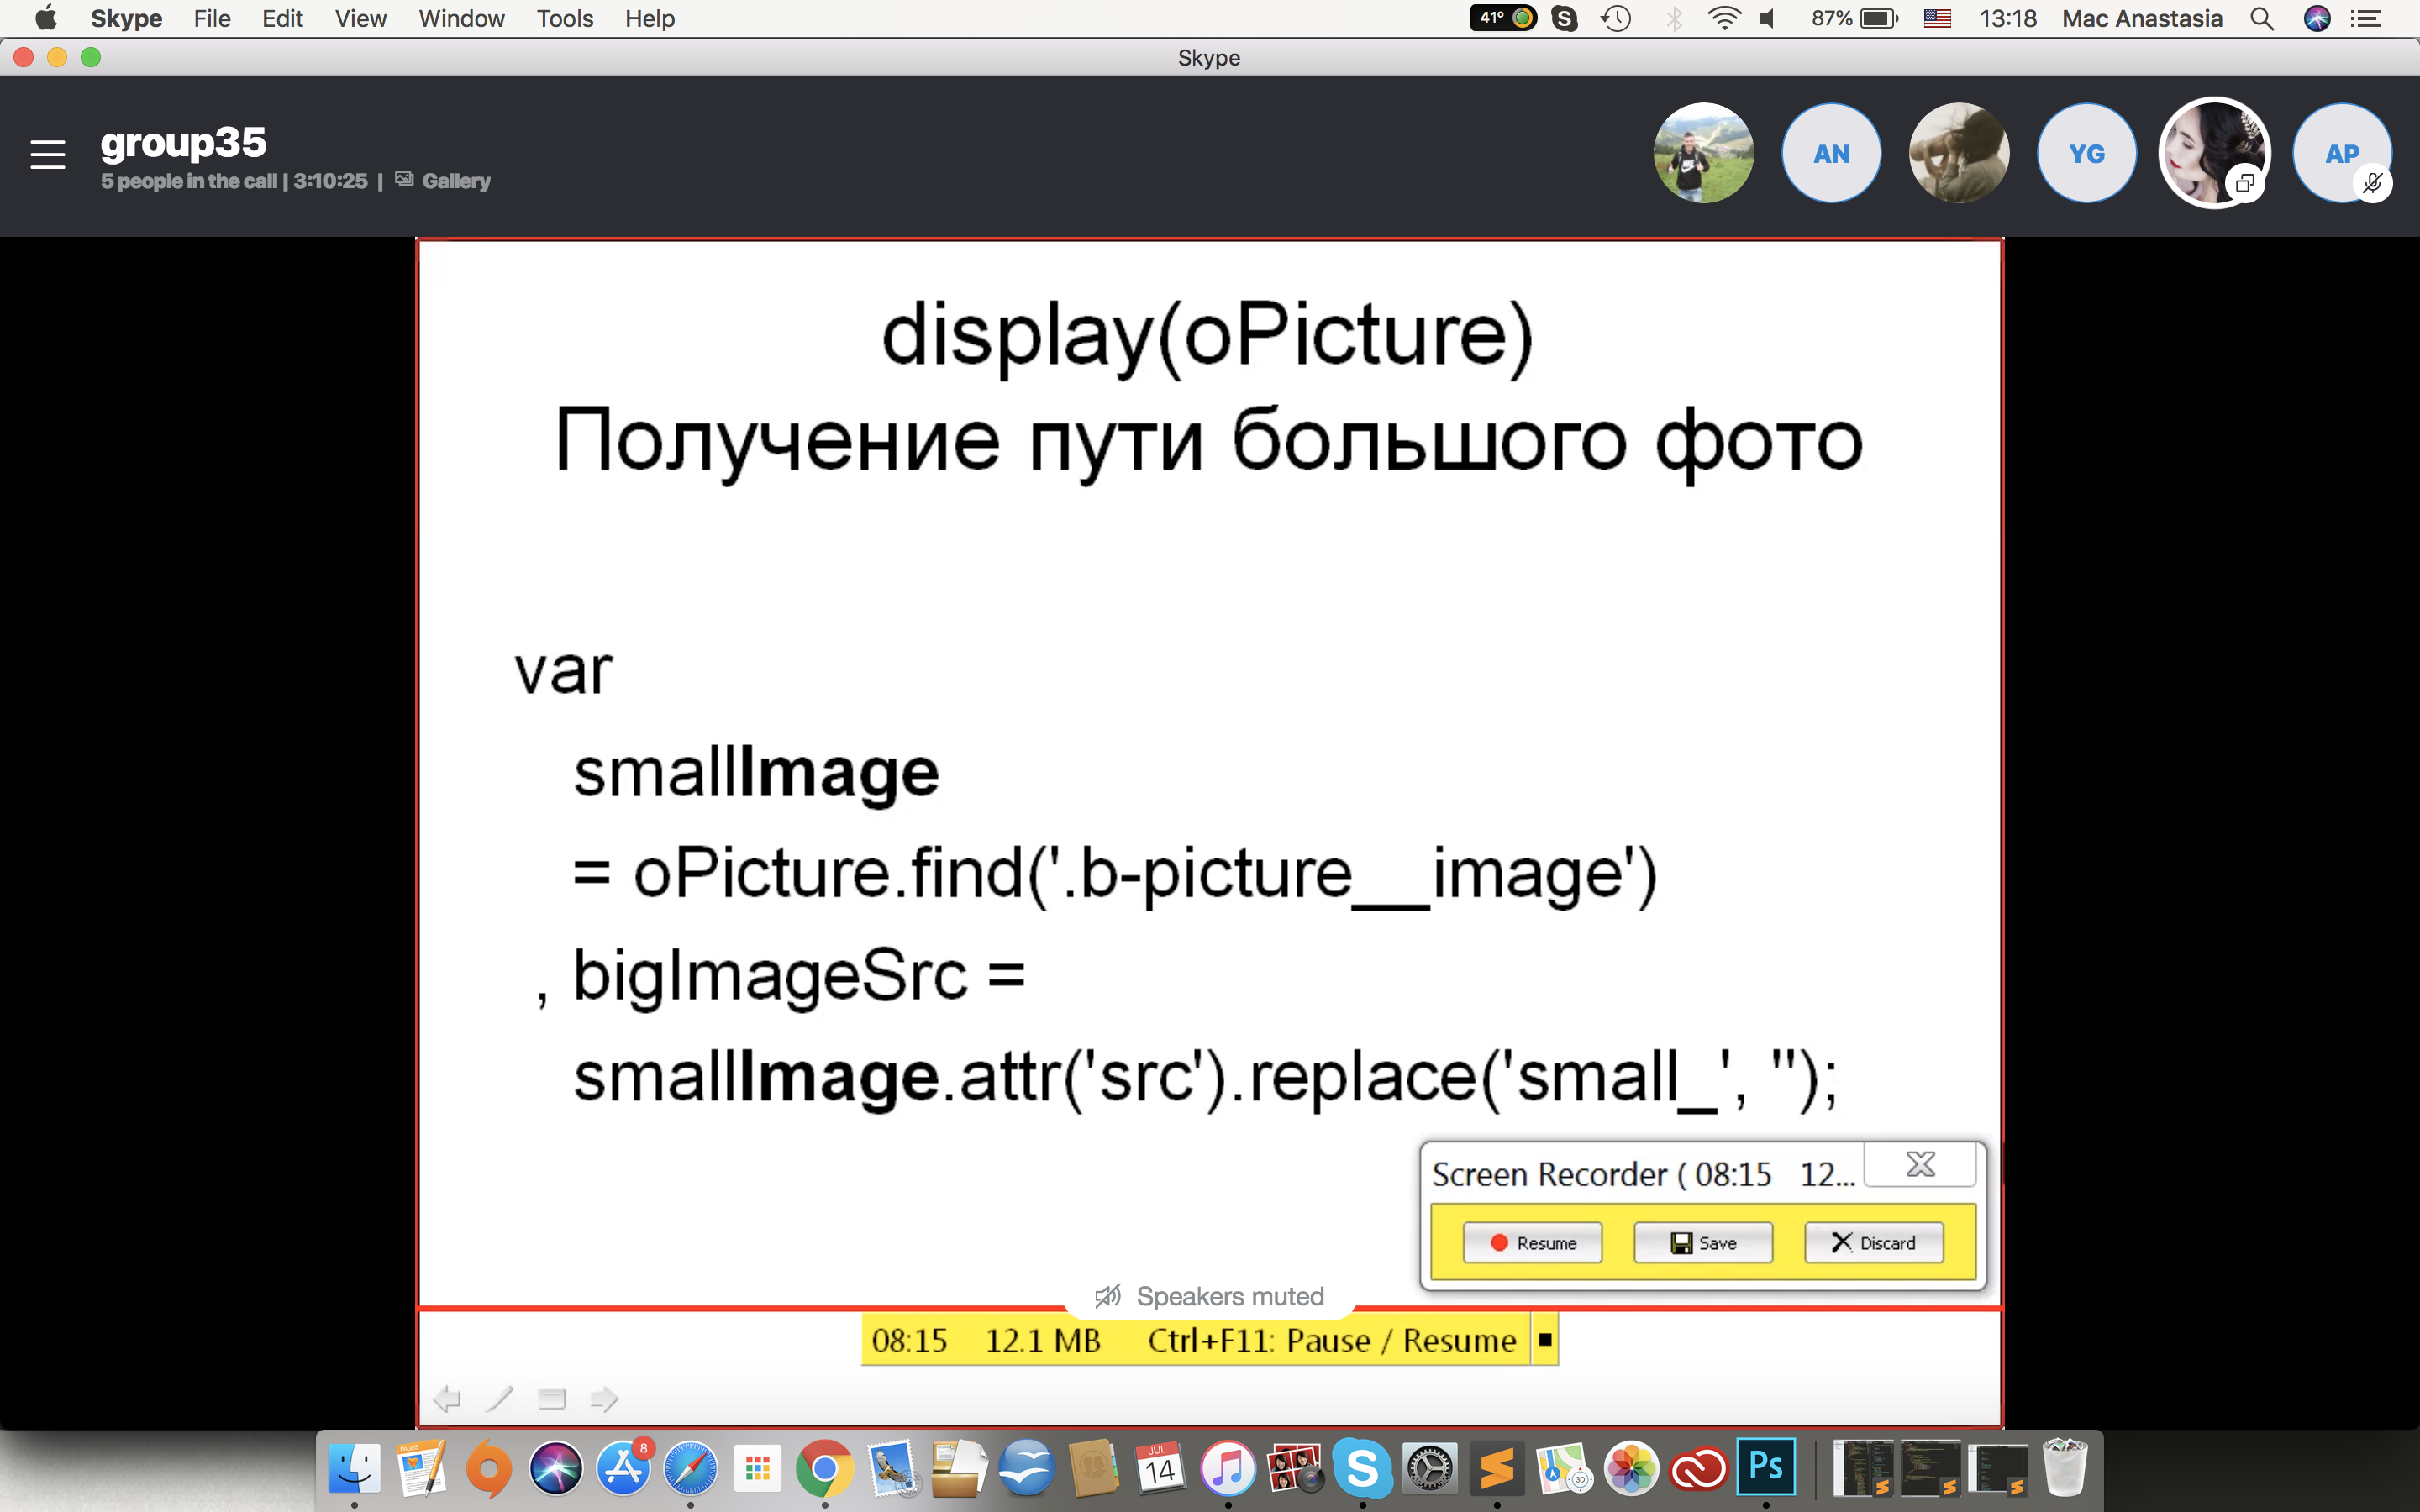 Skype File Edit View Window Tools Help 41° 87% 13:18 Mac Anastasia
Skype
group35
5 people in the call | 3:10:25 | Gallery
AN YG AP
display(oPicture)
Получение пути большого фото
var
smallImage
= oPicture.find('.b-picture__image')
, bigImageSrc =
smallImage.attr('src').replace('small_', '');
Screen Recorder ( 08:15 12...
Resume Save Discard
Speakers muted
08:15 12.1 MB Ctrl+F11: Pause / Resume
PAGES
8
JUL
14
3D
Ps